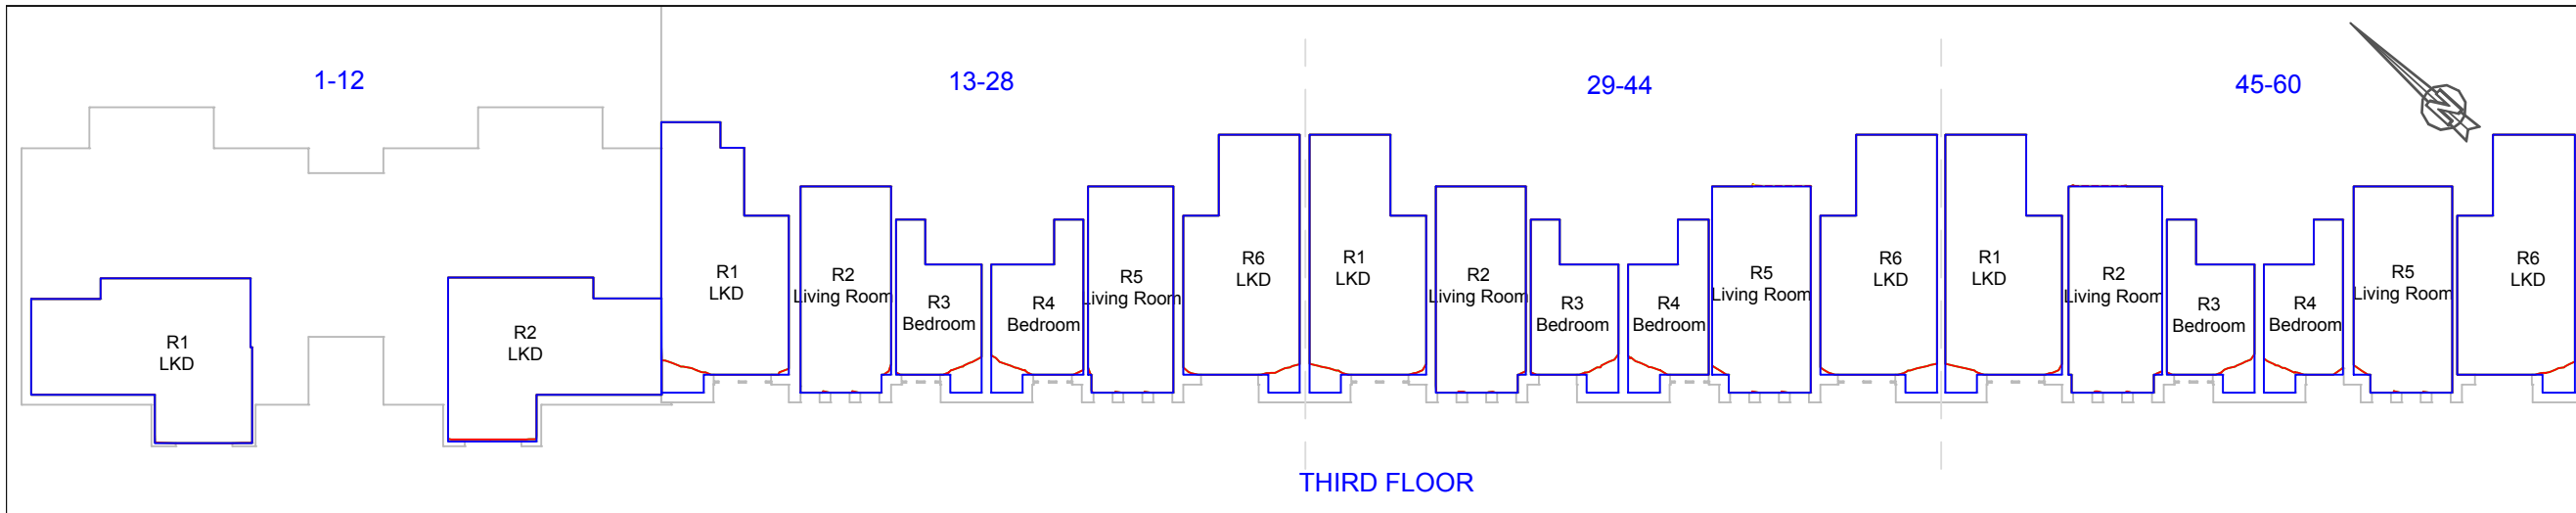 1-12
13-28
29-44
45-60
R1
LKD
R2
LKD
R1
LKD
R2
Living Room
R3
Bedroom
R4
Bedroom
R5
Living Room
R6
LKD
R1
LKD
R2
Living Room
R3
Bedroom
R4
Bedroom
R5
Living Room
R6
LKD
R1
LKD
R2
Living Room
R3
Bedroom
R4
Bedroom
R5
Living Room
R6
LKD
N
THIRD FLOOR